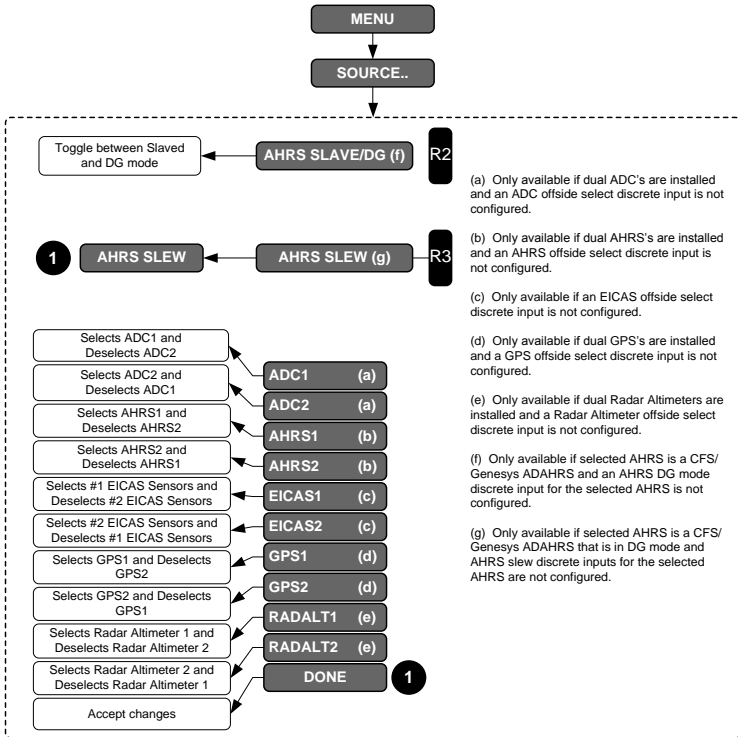 MENU
SOURCE..
Toggle between Slaved
and DG mode
AHRS SLAVE/DG (f)
R2
1
AHRS SLEW
AHRS SLEW (g)
R3
Selects ADC1 and
Deselects ADC2
Selects ADC2 and
Deselects ADC1
Selects AHRS1 and
Deselects AHRS2
Selects AHRS2 and
Deselects AHRS1
Selects #1 EICAS Sensors and
Deselects #2 EICAS Sensors
Selects #2 EICAS Sensors and
Deselects #1 EICAS Sensors
Selects GPS1 and Deselects
GPS2
Selects GPS2 and Deselects
GPS1
Selects Radar Altimeter 1 and
Deselects Radar Altimeter 2
Selects Radar Altimeter 2 and
Deselects Radar Altimeter 1
Accept changes
ADC1 (a)
ADC2 (a)
AHRS1 (b)
AHRS2 (b)
EICAS1 (c)
EICAS2 (c)
GPS1 (d)
GPS2 (d)
RADALT1 (e)
RADALT2 (e)
DONE
1
(a) Only available if dual ADC's are installed
and an ADC offside select discrete input is not
configured.
(b) Only available if dual AHRS's are installed
and an AHRS offside select discrete input is
not configured.
(c) Only available if an EICAS offside select
discrete input is not configured.
(d) Only available if dual GPS's are installed
and a GPS offside select discrete input is not
configured.
(e) Only available if dual Radar Altimeters are
installed and a Radar Altimeter offside select
discrete input is not configured.
(f) Only available if selected AHRS is a CFS/
Genesys ADAHRS and an AHRS DG mode
discrete input for the selected AHRS is not
configured.
(g) Only available if selected AHRS is a CFS/
Genesys ADAHRS that is in DG mode and
AHRS slew discrete inputs for the selected
AHRS are not configured.